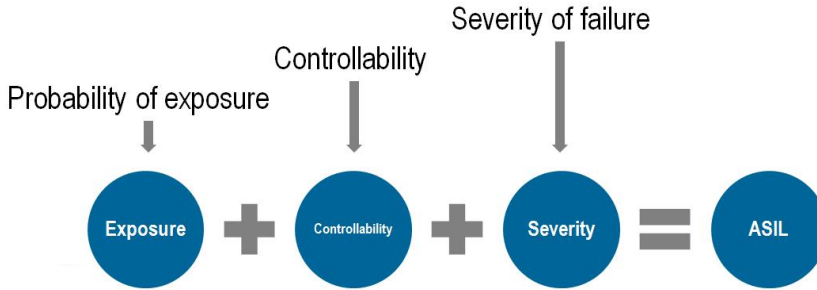 Severity of failure
Controllability
Probability of exposure
Exposure
Controllability
Severity
ASIL